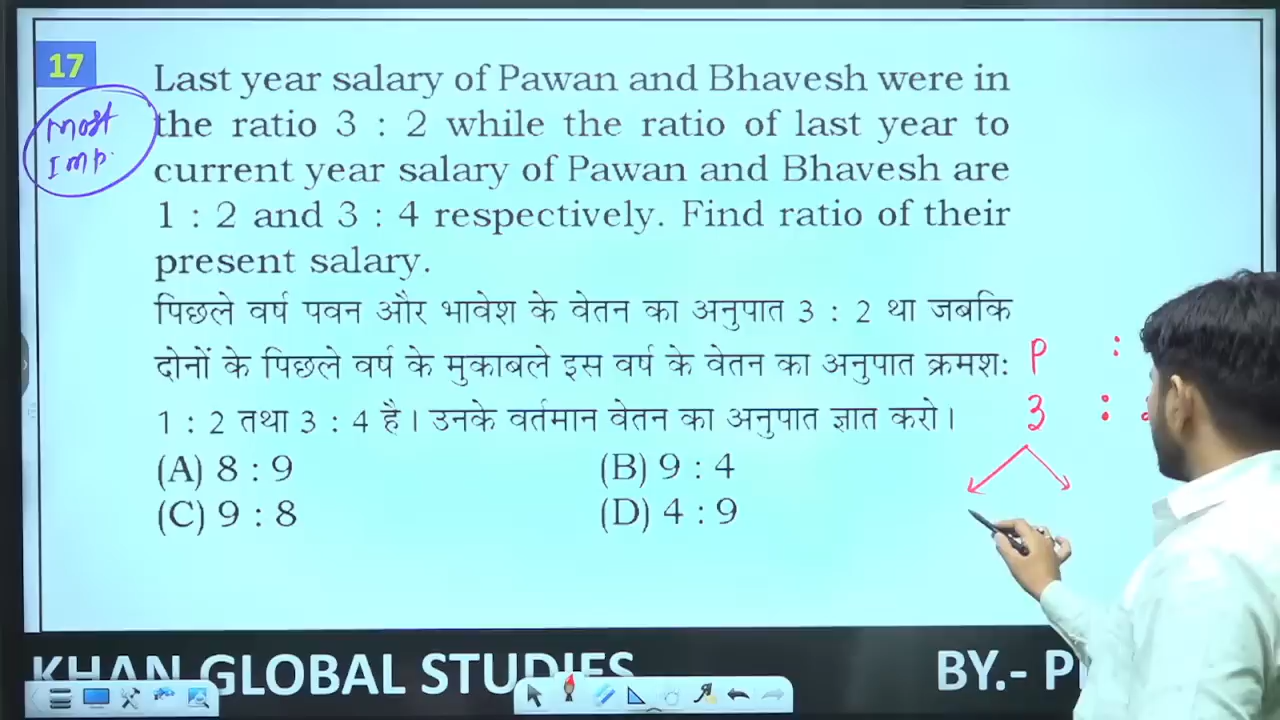 17
Most
Imp.
Last year salary of Pawan and Bhavesh were in
the ratio 3 : 2 while the ratio of last year to
current year salary of Pawan and Bhavesh are
1 : 2 and 3 : 4 respectively. Find ratio of their
present salary.
पिछले वर्ष पवन और भावेश के वेतन का अनुपात 3 : 2 था जबकि
दोनों के पिछले वर्ष के मुकाबले इस वर्ष के वेतन का अनुपात क्रमशः
1 : 2 तथा 3 : 4 है। उनके वर्तमान वेतन का अनुपात ज्ञात करो।
P :
3 :
(A) 8 : 9 (B) 9 : 4
(C) 9 : 8 (D) 4 : 9
KHAN GLOBAL STUDIES BY.-